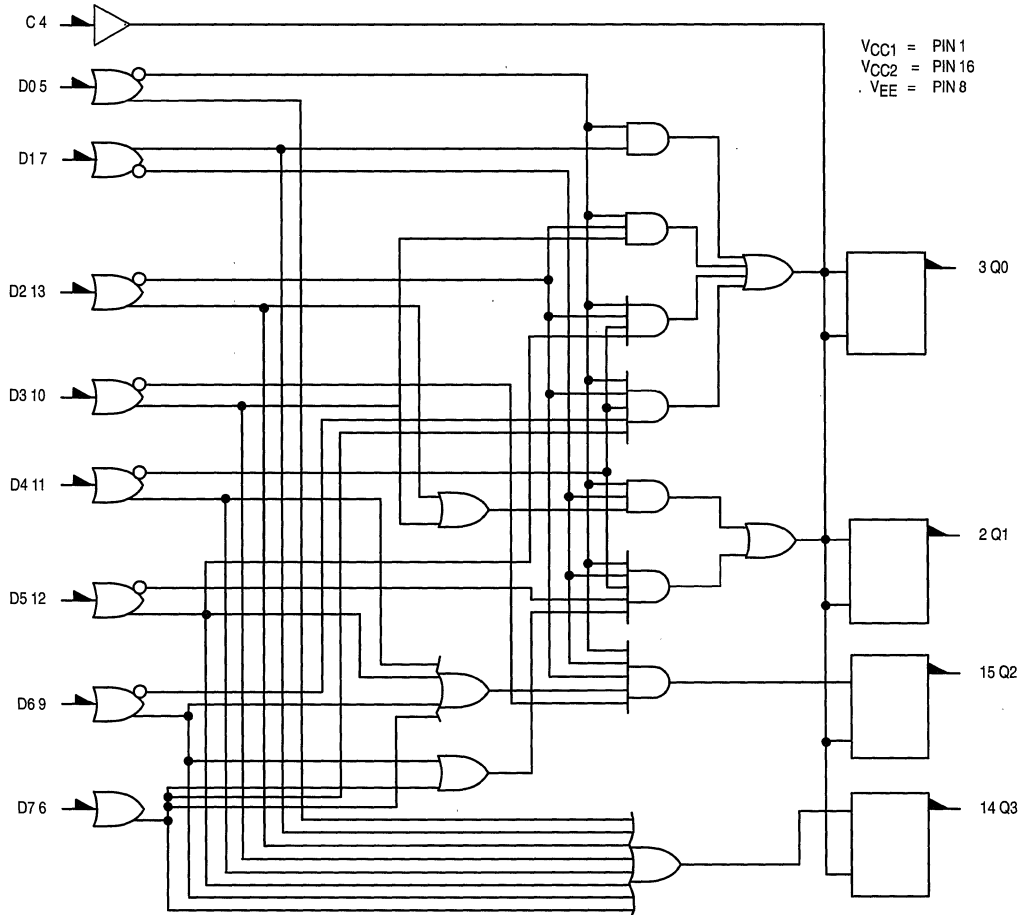 C 4
VCC1 = PIN 1
VCC2 = PIN 16
VEE = PIN 8
D0 5
D1 7
D2 13
3 Q0
D3 10
D4 11
2 Q1
D5 12
15 Q2
D6 9
D7 6
14 Q3